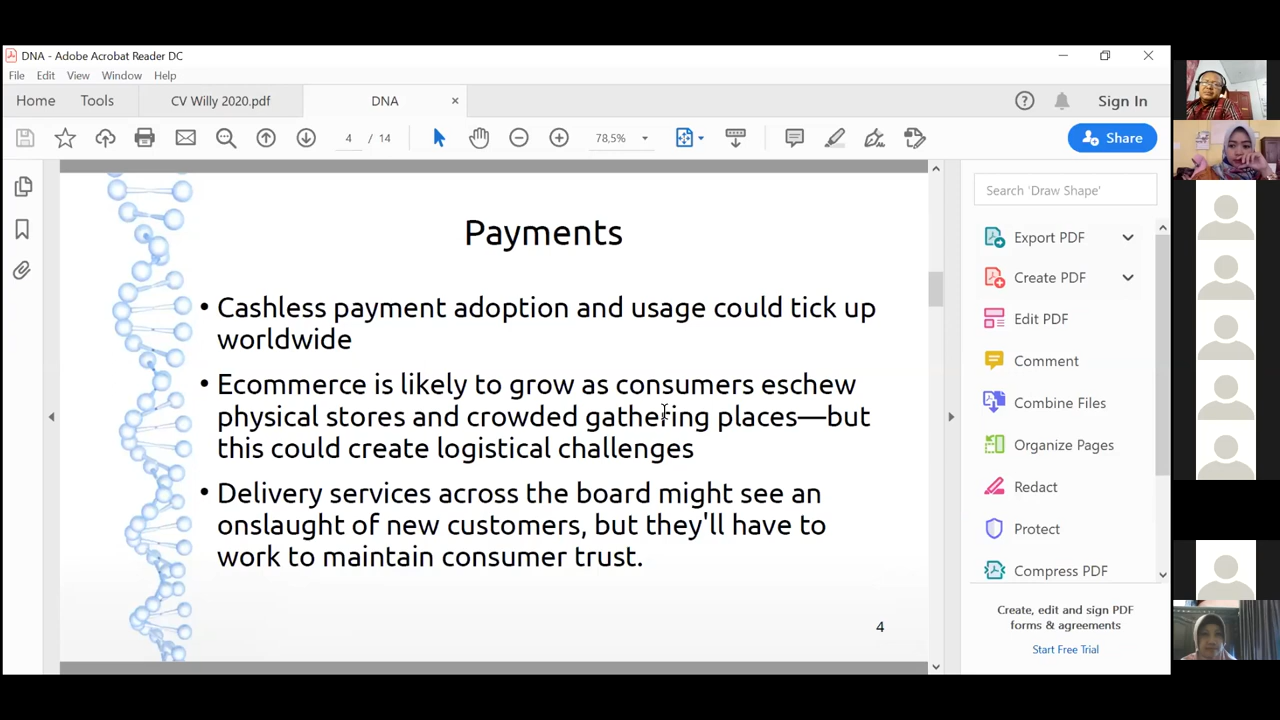 DNA - Adobe Acrobat Reader DC
File Edit View Window Help
Home Tools CV Willy 2020.pdf DNA × Sign In
4 / 14 78,5% Share
Payments
• Cashless payment adoption and usage could tick up
worldwide
• Ecommerce is likely to grow as consumers eschew
physical stores and crowded gathering places—but
this could create logistical challenges
• Delivery services across the board might see an
onslaught of new customers, but they'll have to
work to maintain consumer trust.
4
Search 'Draw Shape'
Export PDF
Create PDF
Edit PDF
Comment
Combine Files
Organize Pages
Redact
Protect
Compress PDF
Create, edit and sign PDF
forms & agreements
Start Free Trial